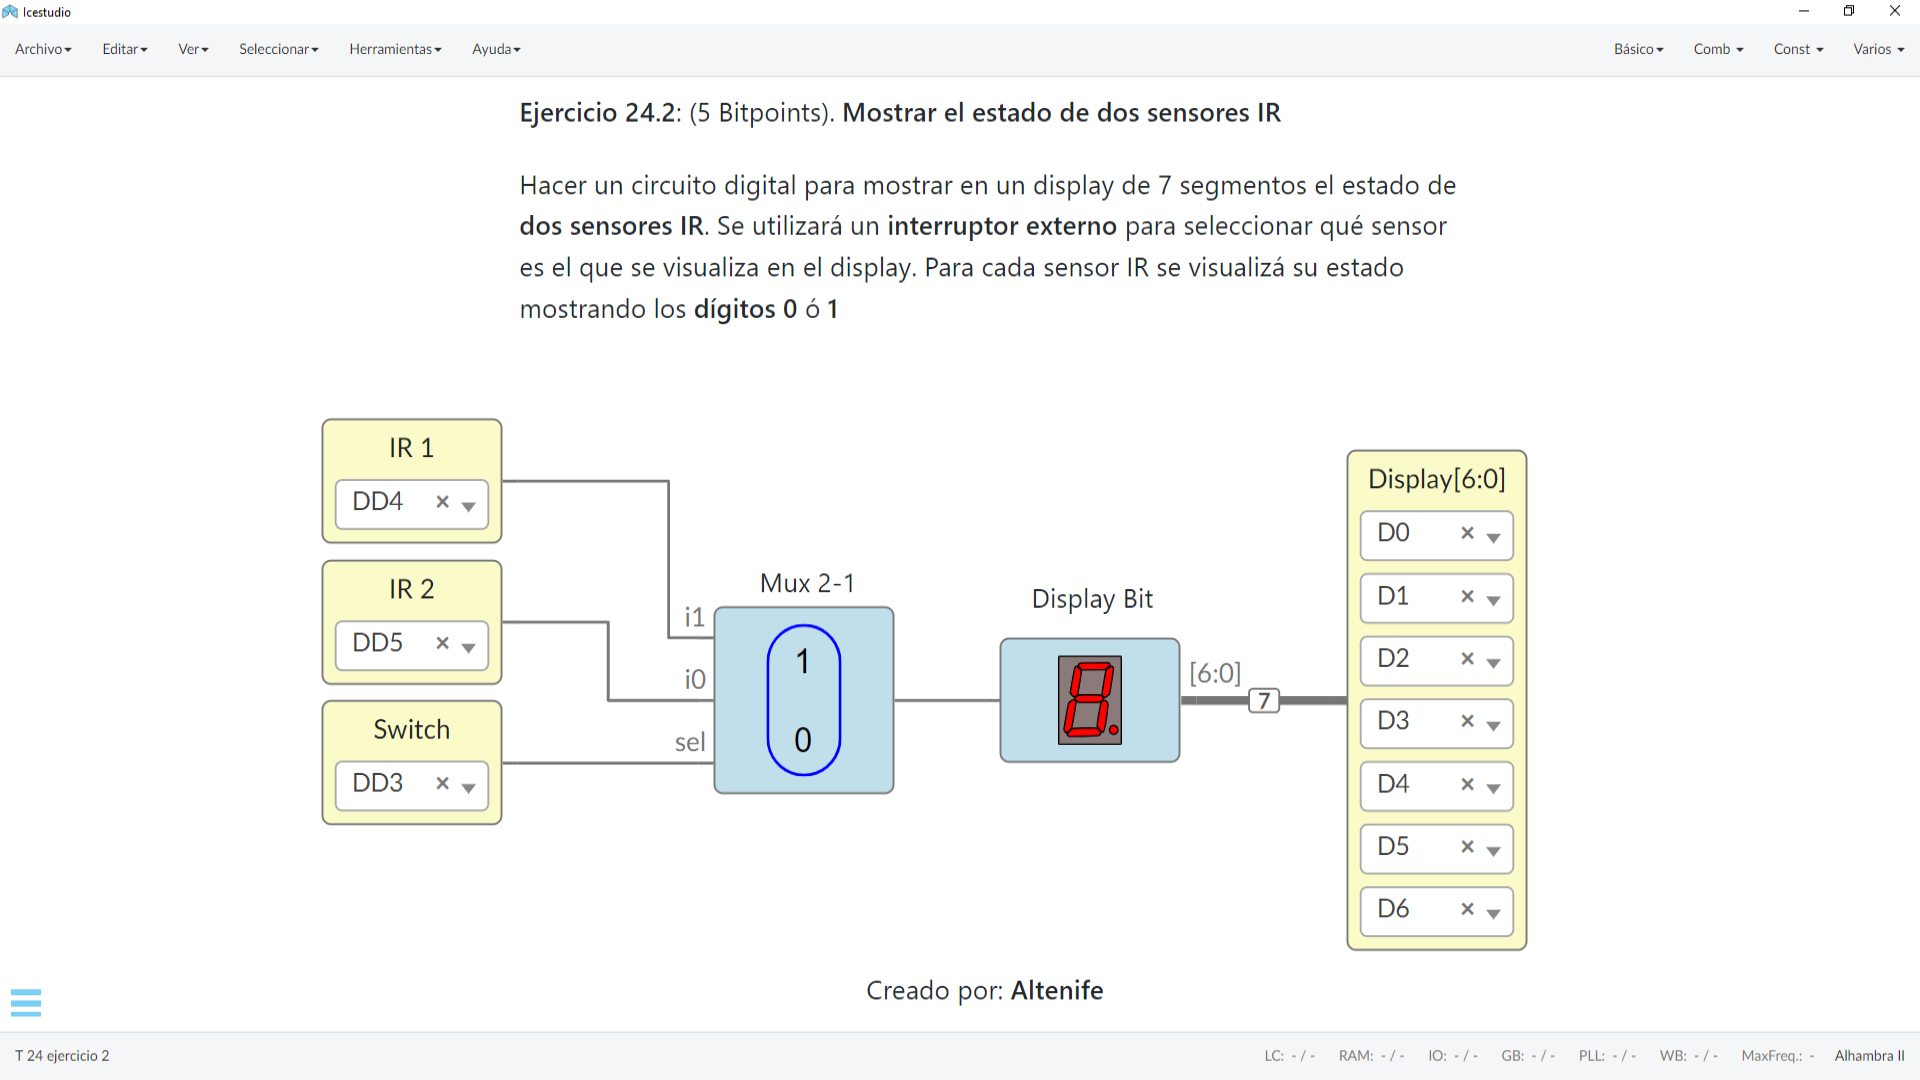 Icestudio
Archivo Editar Ver Seleccionar Herramientas Ayuda Básico Comb Const Varios
Ejercicio 24.2: (5 Bitpoints). Mostrar el estado de dos sensores IR
Hacer un circuito digital para mostrar en un display de 7 segmentos el estado de
dos sensores IR. Se utilizará un interruptor externo para seleccionar qué sensor
es el que se visualiza en el display. Para cada sensor IR se visualizá su estado
mostrando los dígitos 0 ó 1
IR 1
DD4
IR 2
DD5
Switch
DD3
Mux 2-1
i1
i0
sel
1
0
Display Bit
[6:0]
7
Display[6:0]
D0
D1
D2
D3
D4
D5
D6
Creado por: Altenife
T 24 ejercicio 2
LC: - / - RAM: - / - IO: - / - GB: - / - PLL: - / - WB: - / - MaxFreq.: - Alhambra II